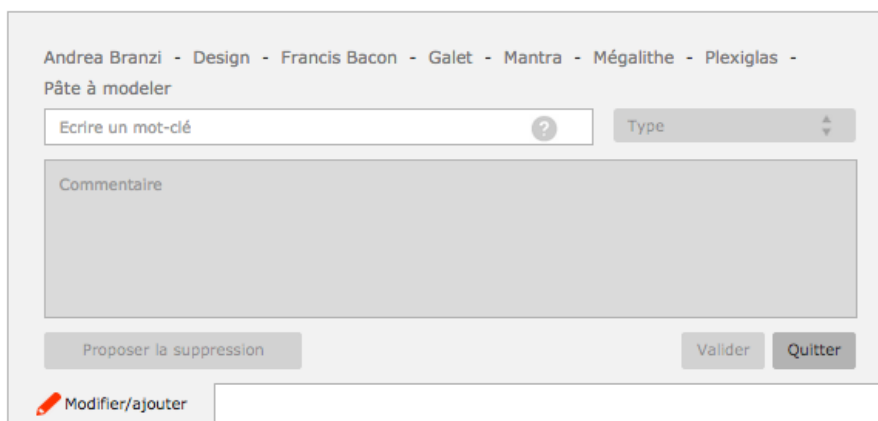 Andrea Branzi - Design - Francis Bacon - Galet - Mantra - Mégalithe - Plexiglas -
Pâte à modeler
Ecrire un mot-clé ? Type
Commentaire
Proposer la suppression Valider Quitter
Modifier/ajouter